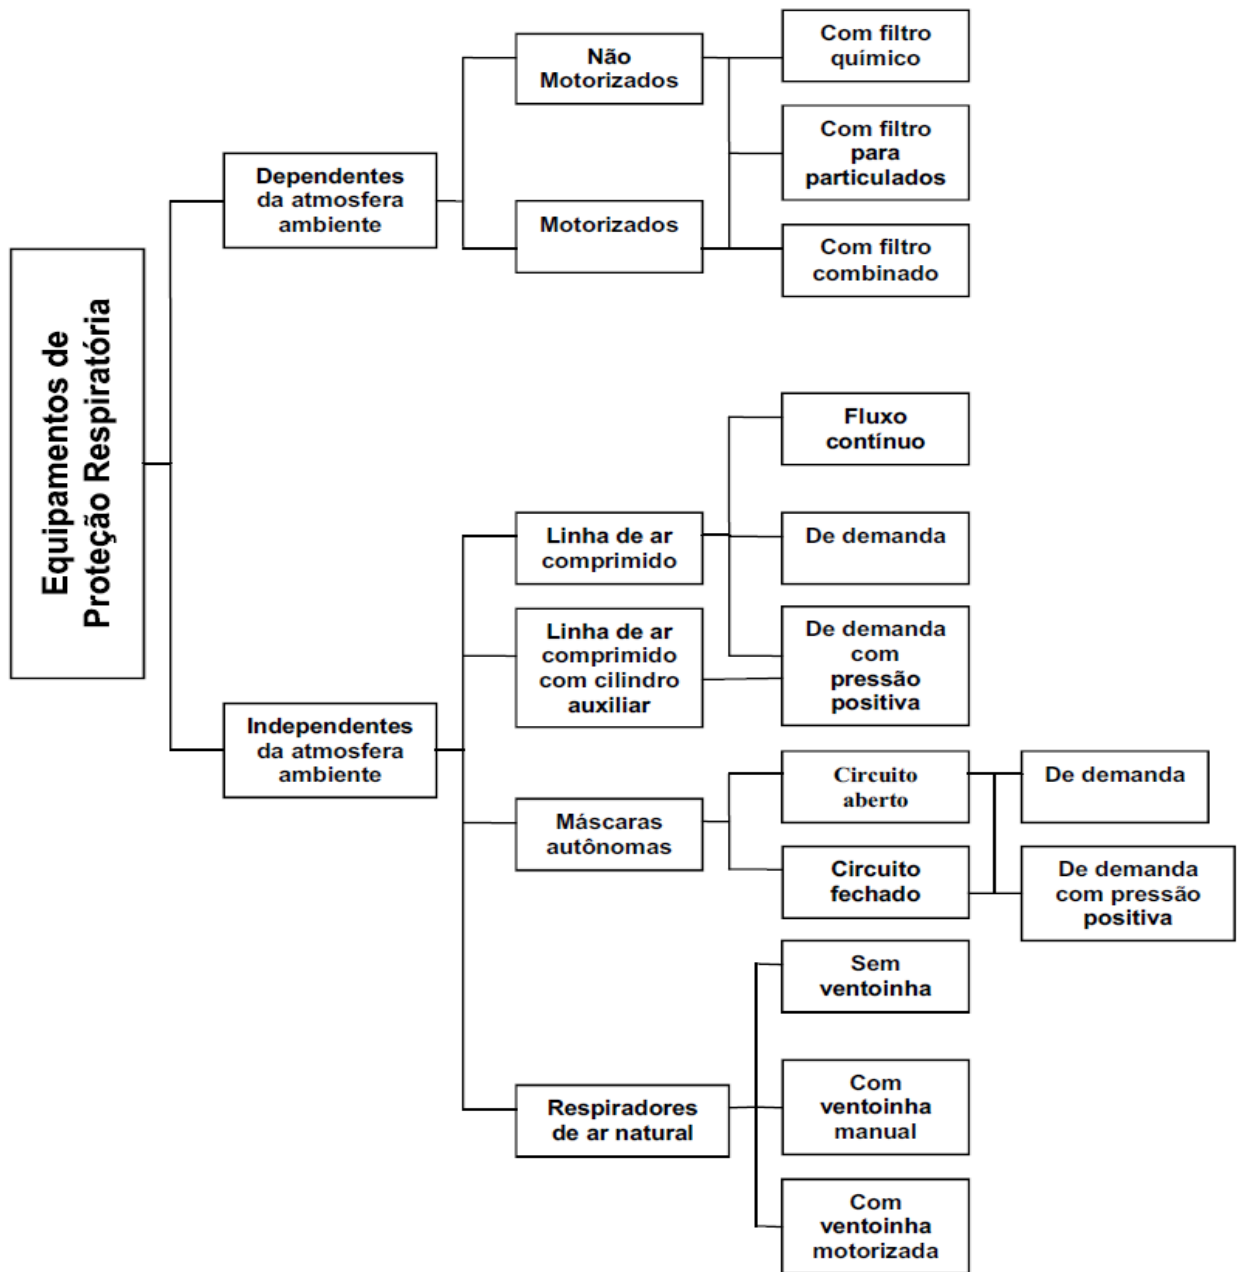 Equipamentos de
Proteção Respiratória
Dependentes
da atmosfera
ambiente
Não
Motorizados
Motorizados
Com filtro
químico
Com filtro
para
particulados
Com filtro
combinado
Independentes
da atmosfera
ambiente
Linha de ar
comprimido
Fluxo
contínuo
De demanda
Linha de ar
comprimido
com cilindro
auxiliar
De demanda
com
pressão
positiva
Máscaras
autônomas
Circuito
aberto
Circuito
fechado
De demanda
De demanda
com pressão
positiva
Respiradores
de ar natural
Sem
ventoinha
Com
ventoinha
manual
Com
ventoinha
motorizada